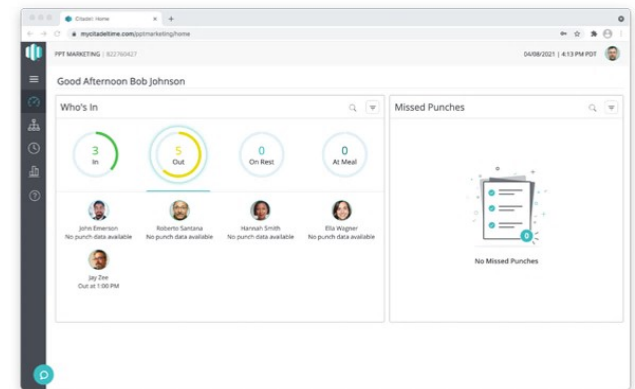 Citadel: Home
mycitadeltime.com/pptmarketing/home
PPT MARKETING | 822760427
04/08/2021 | 4:13 PM PDT
Good Afternoon Bob Johnson
Who's In
3
In
5
Out
0
On Rest
0
At Meal
John Emerson
No punch data available
Roberto Santana
No punch data available
Hannah Smith
No punch data available
Ella Wagner
No punch data available
Jay Zee
Out at 1:00 PM
Missed Punches
0
No Missed Punches